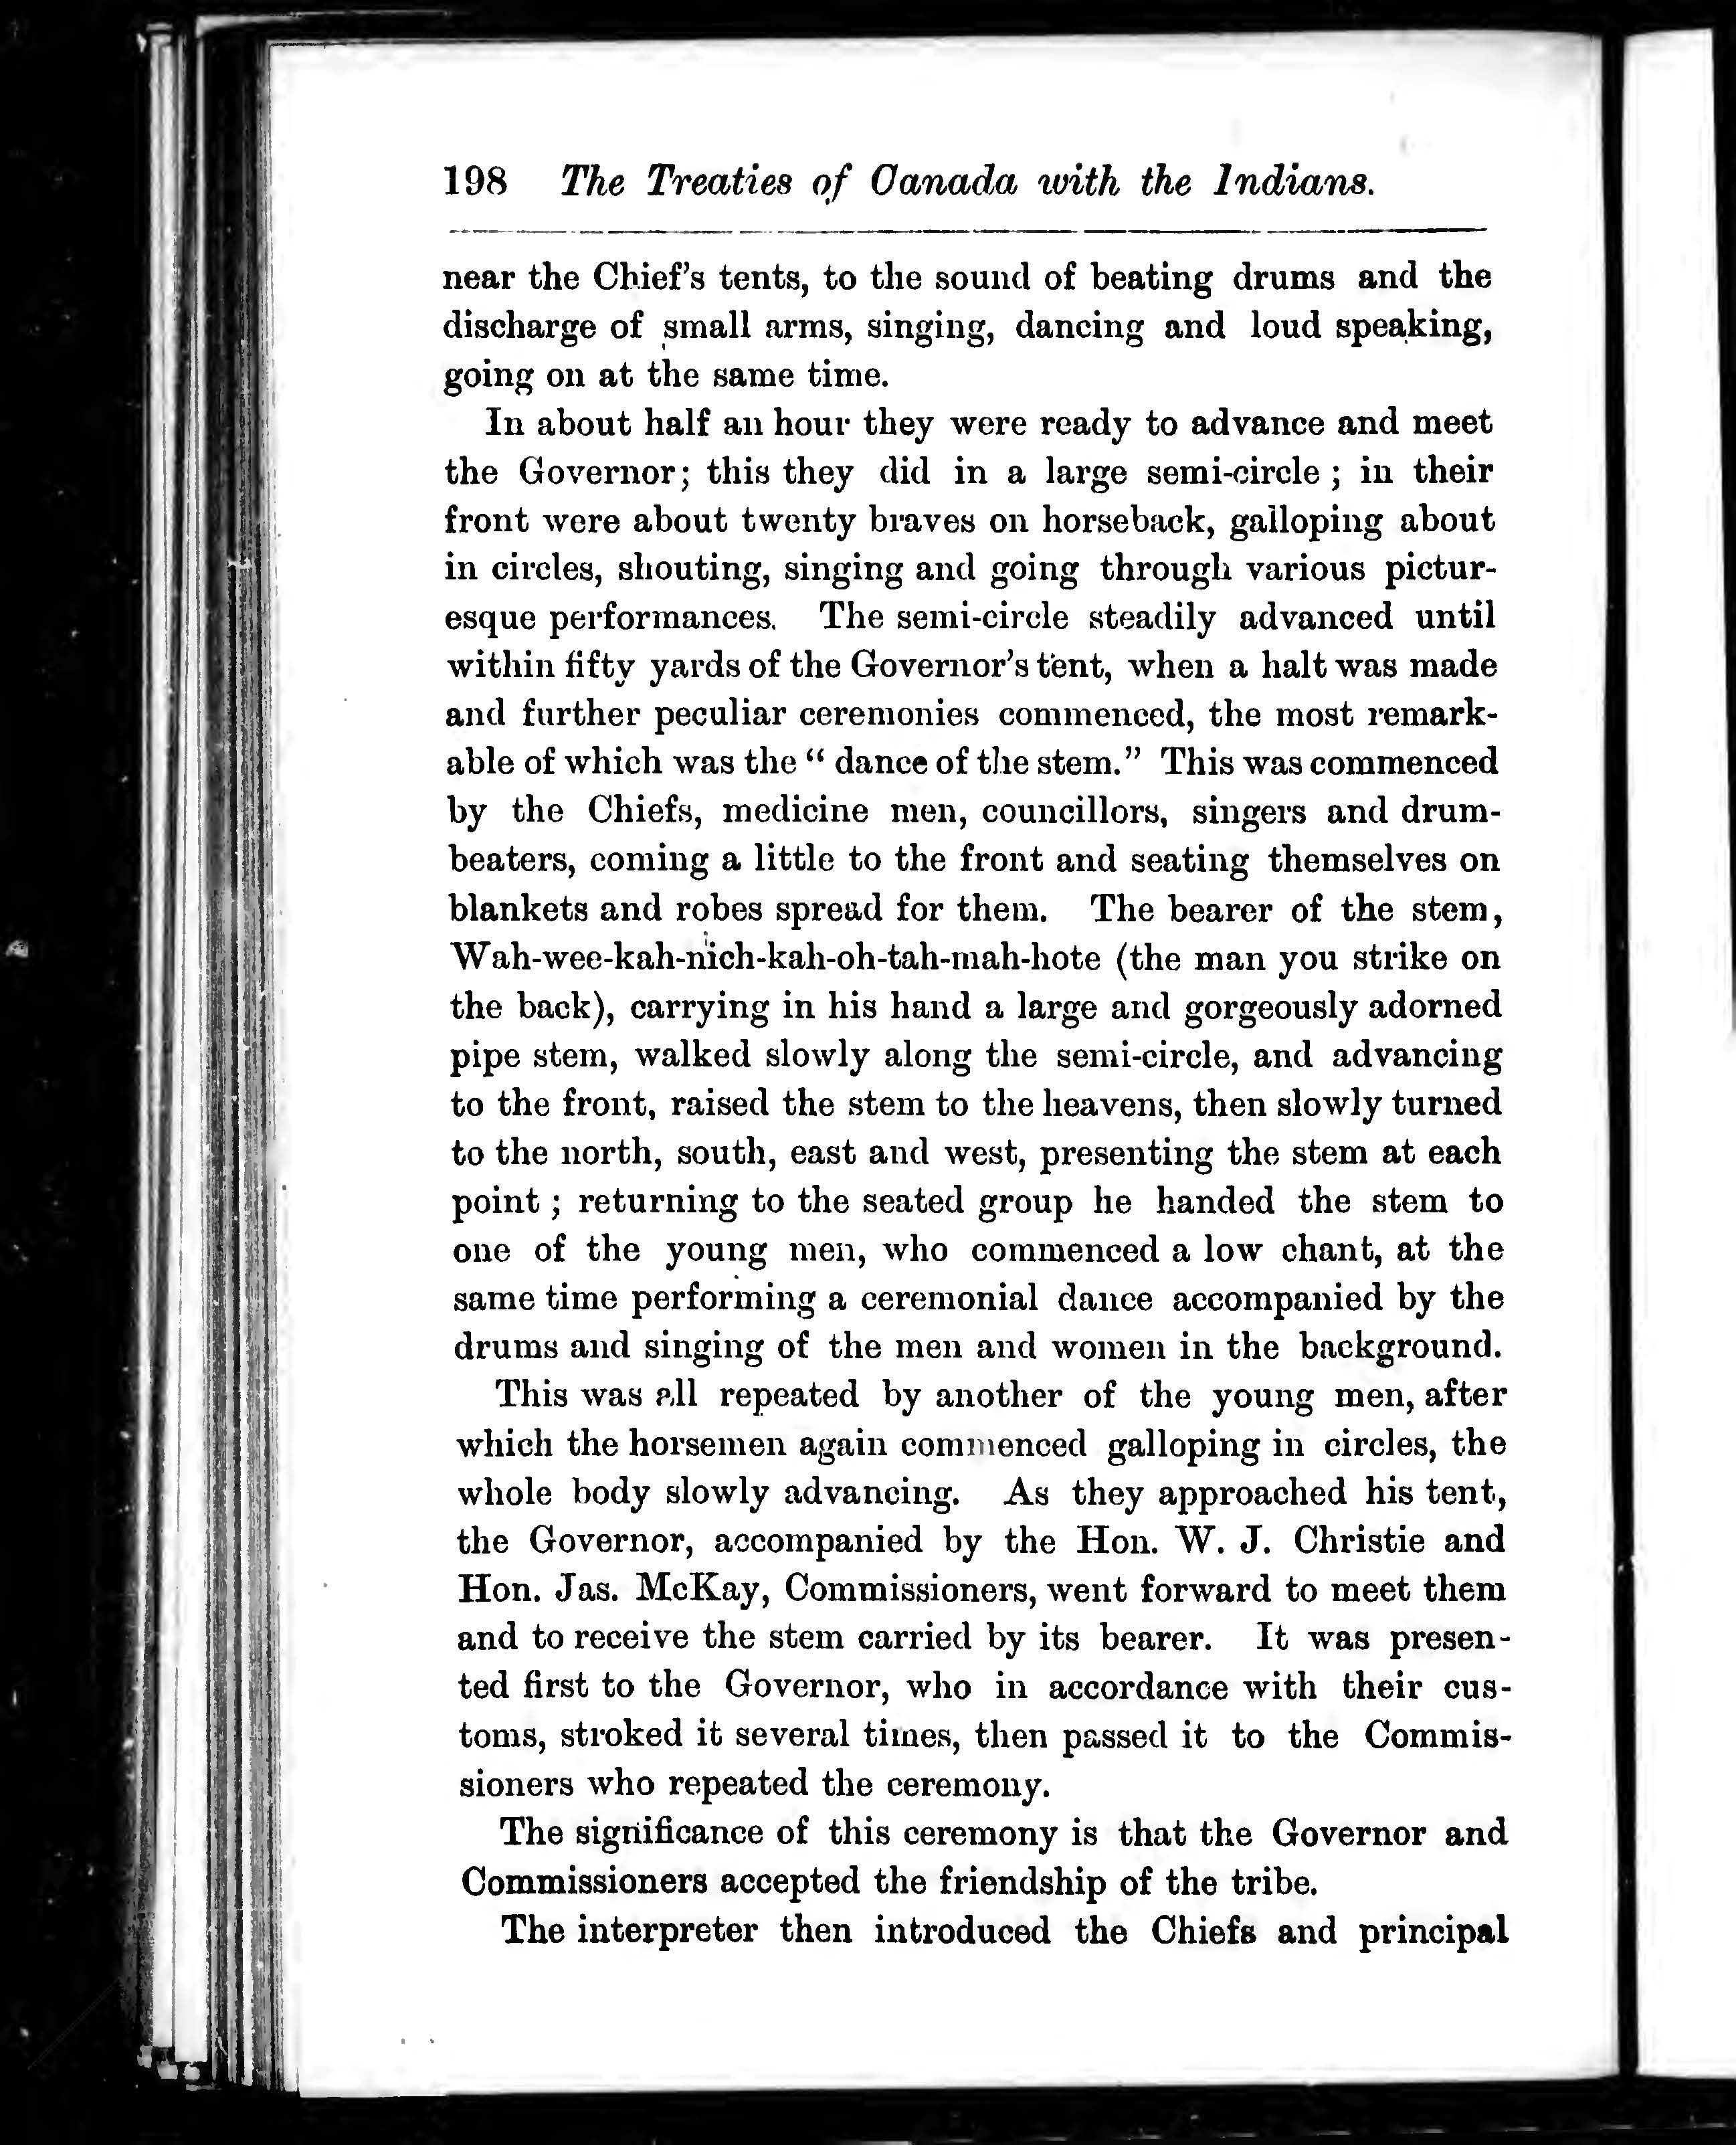 198 The Treaties of Canada with the Indians.
near the Chief's tents, to the sound of beating drums and the
discharge of small arms, singing, dancing and loud speaking,
going on at the same time.
In about half an hour they were ready to advance and meet
the Governor; this they did in a large semi-circle ; in their
front were about twenty braves on horseback, galloping about
in circles, shouting, singing and going through various pictur-
esque performances. The semi-circle steadily advanced until
within fifty yards of the Governor's tent, when a halt was made
and further peculiar ceremonies commenced, the most remark-
able of which was the “ dance of the stem.” This was commenced
by the Chiefs, medicine men, councillors, singers and drum-
beaters, coming a little to the front and seating themselves on
blankets and robes spread for them. The bearer of the stem,
Wah-wee-kah-nich-kah-oh-tah-mah-hote (the man you strike on
the back), carrying in his hand a large and gorgeously adorned
pipe stem, walked slowly along the semi-circle, and advancing
to the front, raised the stem to the heavens, then slowly turned
to the north, south, east and west, presenting the stem at each
point ; returning to the seated group he handed the stem to
one of the young men, who commenced a low chant, at the
same time performing a ceremonial dance accompanied by the
drums and singing of the men and women in the background.
This was all repeated by another of the young men, after
which the horsemen again commenced galloping in circles, the
whole body slowly advancing. As they approached his tent,
the Governor, accompanied by the Hon. W. J. Christie and
Hon. Jas. McKay, Commissioners, went forward to meet them
and to receive the stem carried by its bearer. It was presen-
ted first to the Governor, who in accordance with their cus-
toms, stroked it several times, then passed it to the Commis-
sioners who repeated the ceremony.
The significance of this ceremony is that the Governor and
Commissioners accepted the friendship of the tribe.
The interpreter then introduced the Chiefs and principal